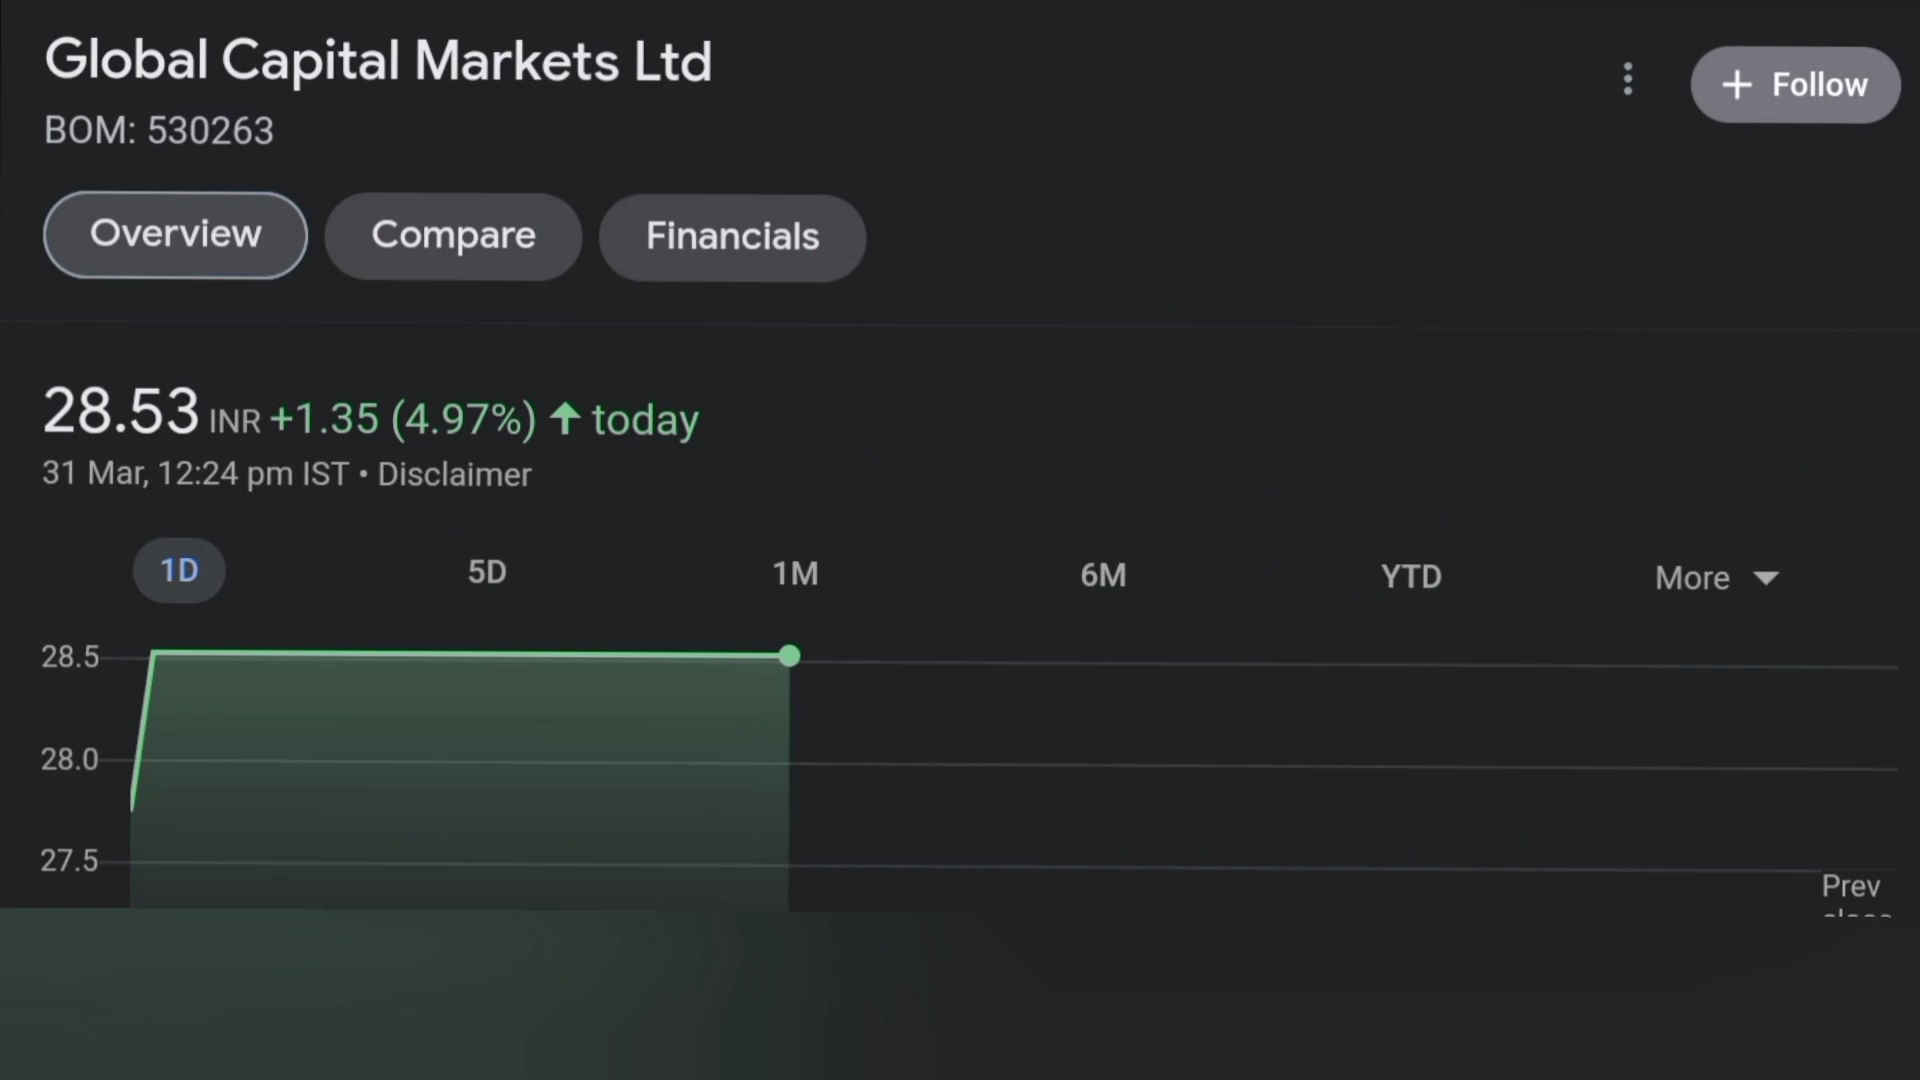 Global Capital Markets Ltd
+ Follow
BOM: 530263
Overview Compare Financials
28.53 INR +1.35 (4.97%) ↑ today
31 Mar, 12:24 pm IST • Disclaimer
1D 5D 1M 6M YTD More
28.5
28.0
27.5
Prev